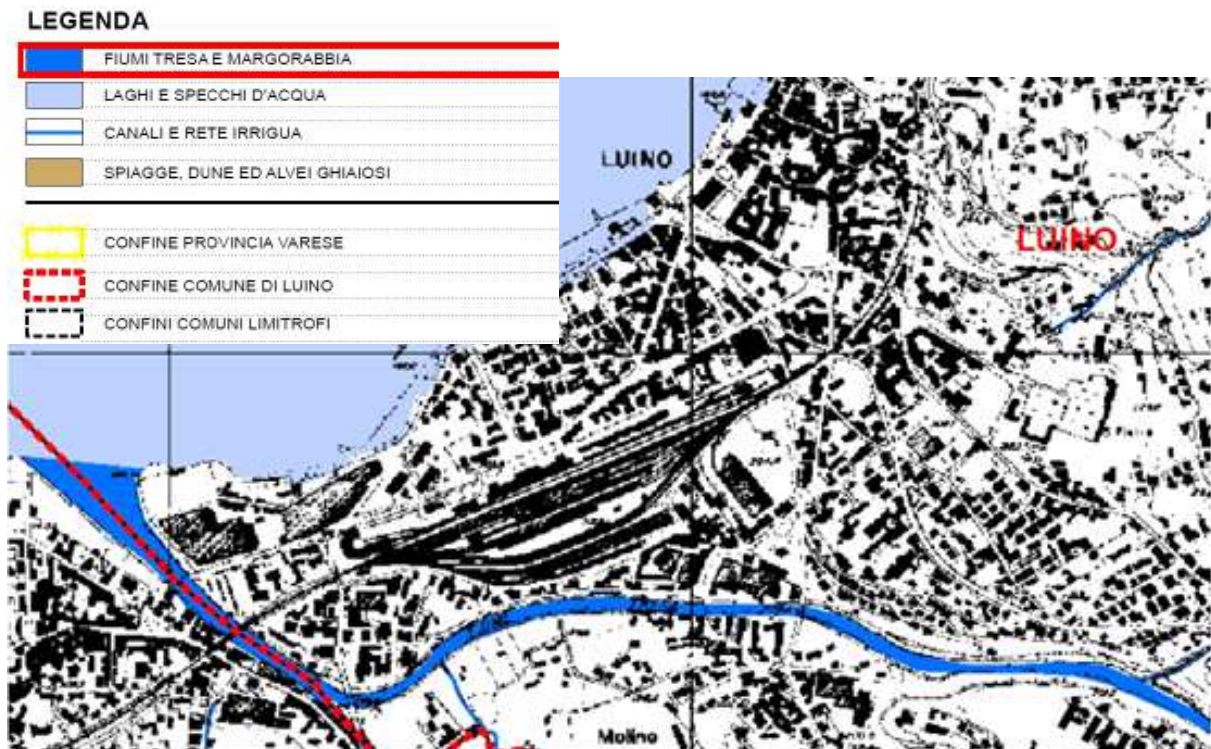 LEGENDA
FIUMI TRESA E MARGORABBIA
LAGHI E SPECCHI D'ACQUA
CANALI E RETE IRRIGUA
SPIAGGE, DUNE ED ALVEI GHIAIOSI
CONFINE PROVINCIA VARESE
CONFINE COMUNE DI LUINO
CONFINI COMUNI LIMITROFI
LUINO
LUINO
Molino